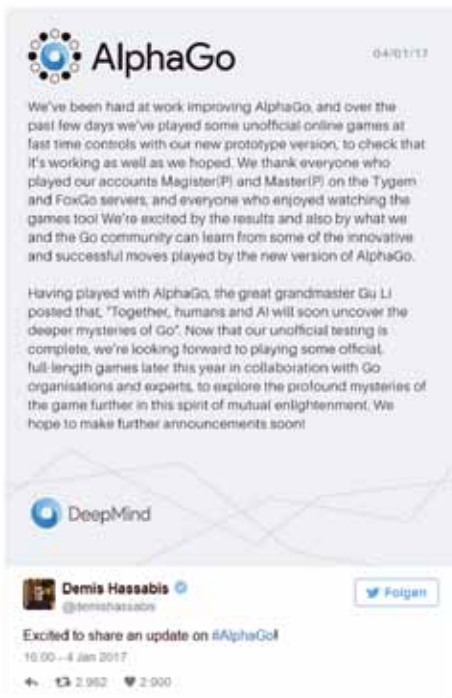 AlphaGo
04/01/17
We've been hard at work improving AlphaGo, and over the
past few days we've played some unofficial online games at
fast time controls with our new prototype version, to check that
it's working as well as we hoped. We thank everyone who
played our accounts Magister(P) and Master(P) on the Tygem
and FoxGo servers, and everyone who enjoyed watching the
games too! We're excited by the results and also by what we
and the Go community can learn from some of the innovative
and successful moves played by the new version of AlphaGo.
Having played with AlphaGo, the great grandmaster Gu Li
posted that, "Together, humans and AI will soon uncover the
deeper mysteries of Go". Now that our unofficial testing is
complete, we're looking forward to playing some official,
full-length games later this year in collaboration with Go
organisations and experts, to explore the profound mysteries of
the game further in this spirit of mutual enlightenment. We
hope to make further announcements soon!
DeepMind
Demis Hassabis
@demishassabis
Folgen
Excited to share an update on #AlphaGo!
16:00 - 4 Jan 2017
2.962 2.900